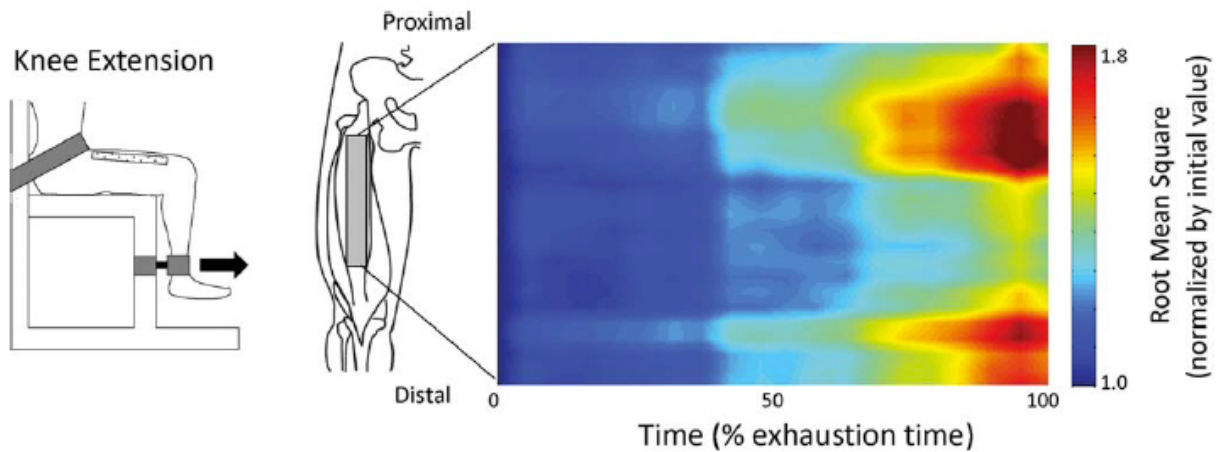 Knee Extension
Proximal
Distal
0
50
100
Time (% exhaustion time)
1.8
1.0
Root Mean Square
(normalized by initial value)